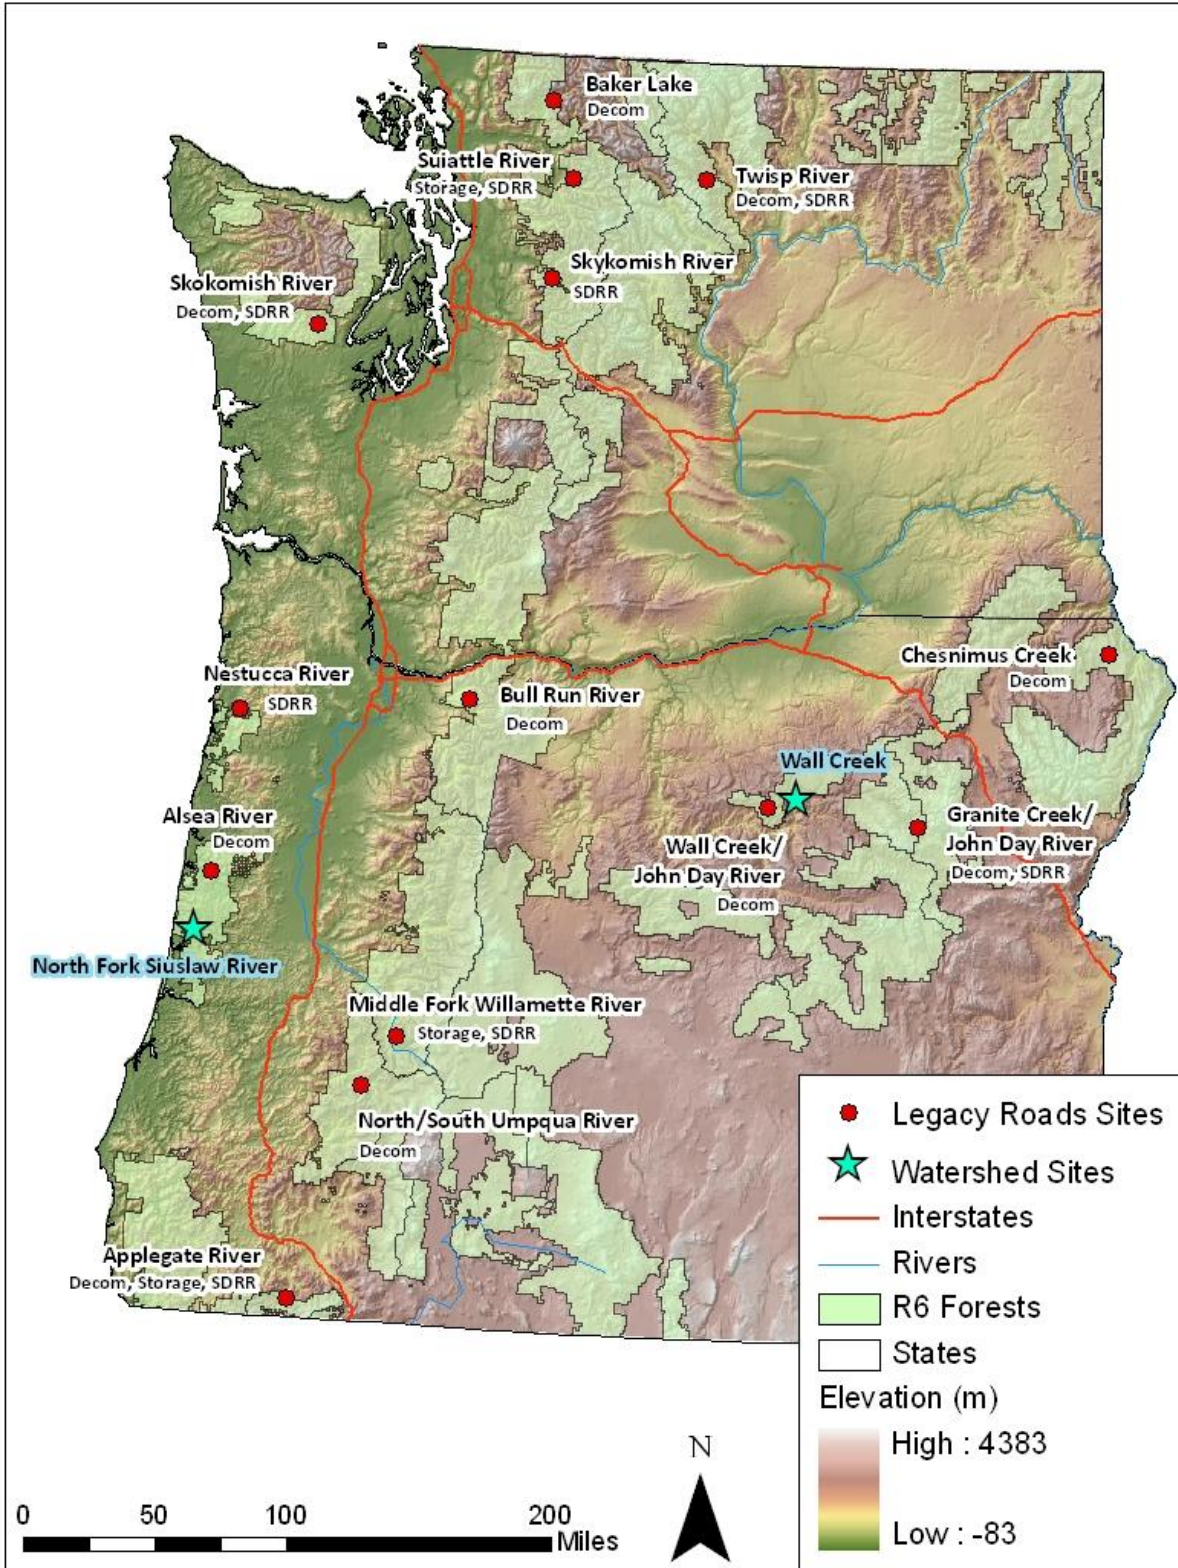 Baker Lake
Decom
Suiattle River
Storage, SDRR
Twisp River
Decom, SDRR
Skykomish River
SDRR
Skokomish River
Decom, SDRR
Chesnimus Creek
Decom
Nestucca River
SDRR
Bull Run River
Decom
Wall Creek
Alsea River
Decom
Wall Creek/
John Day River
Decom
Granite Creek/
John Day River
Decom, SDRR
North Fork Siuslaw River
Middle Fork Willamette River
Storage, SDRR
North/South Umpqua River
Decom
Applegate River
Decom, Storage, SDRR
Legacy Roads Sites
Watershed Sites
Interstates
Rivers
R6 Forests
States
Elevation (m)
High : 4383
Low : -83
N
0 50 100 200
Miles